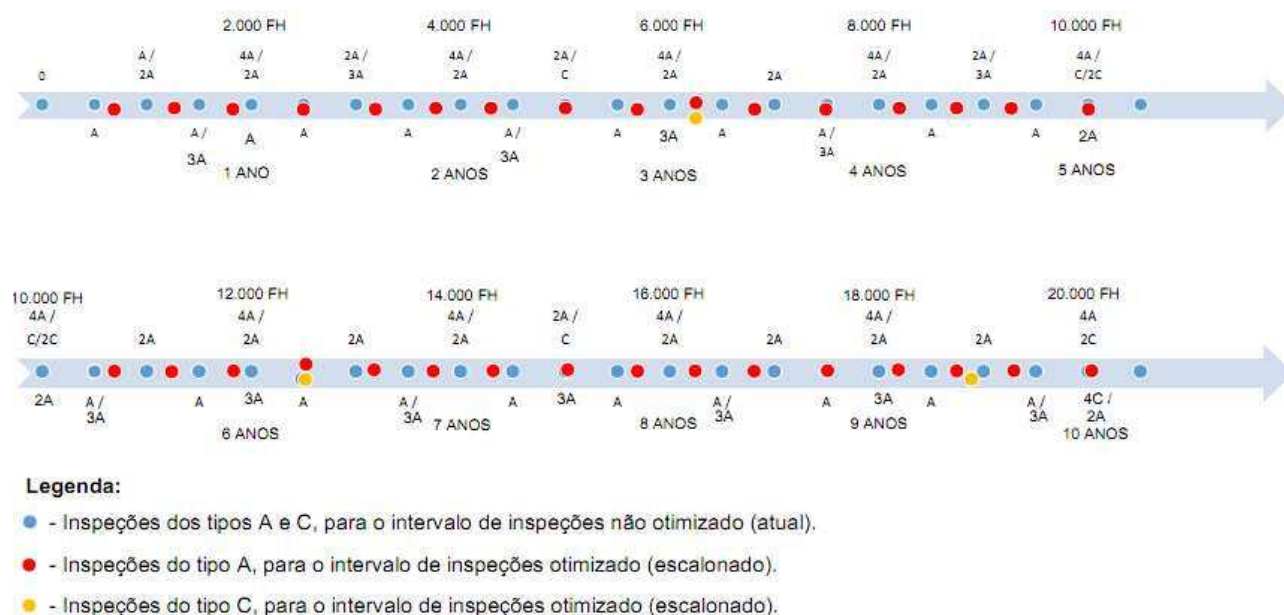 2.000 FH 4.000 FH 6.000 FH 8.000 FH 10.000 FH
A / 4A / 2A / 4A / 2A / 4A / 4A / 2A / 4A /
0 2A 2A 3A 2A C 2A 2A 2A 3A C/2C
A A / A A A A / A 3A A A / A A 2A
3A 3A 3A
1 ANO 2 ANOS 3 ANOS 4 ANOS 5 ANOS
10.000 FH 12.000 FH 14.000 FH 16.000 FH 18.000 FH 20.000 FH
4A / 4A / 4A / 2A / 4A / 4A / 4A
C/2C 2A 2A 2A 2A C 2A 2A 2A 2A 2C
2A A / A 3A A A / A 3A A A / A 3A A A / 4C /
3A 3A 3A 3A 2A
6 ANOS 7 ANOS 8 ANOS 9 ANOS 10 ANOS
Legenda:
- Inspeções dos tipos A e C, para o intervalo de inspeções não otimizado (atual).
- Inspeções do tipo A, para o intervalo de inspeções otimizado (escalonado).
- Inspeções do tipo C, para o intervalo de inspeções otimizado (escalonado).